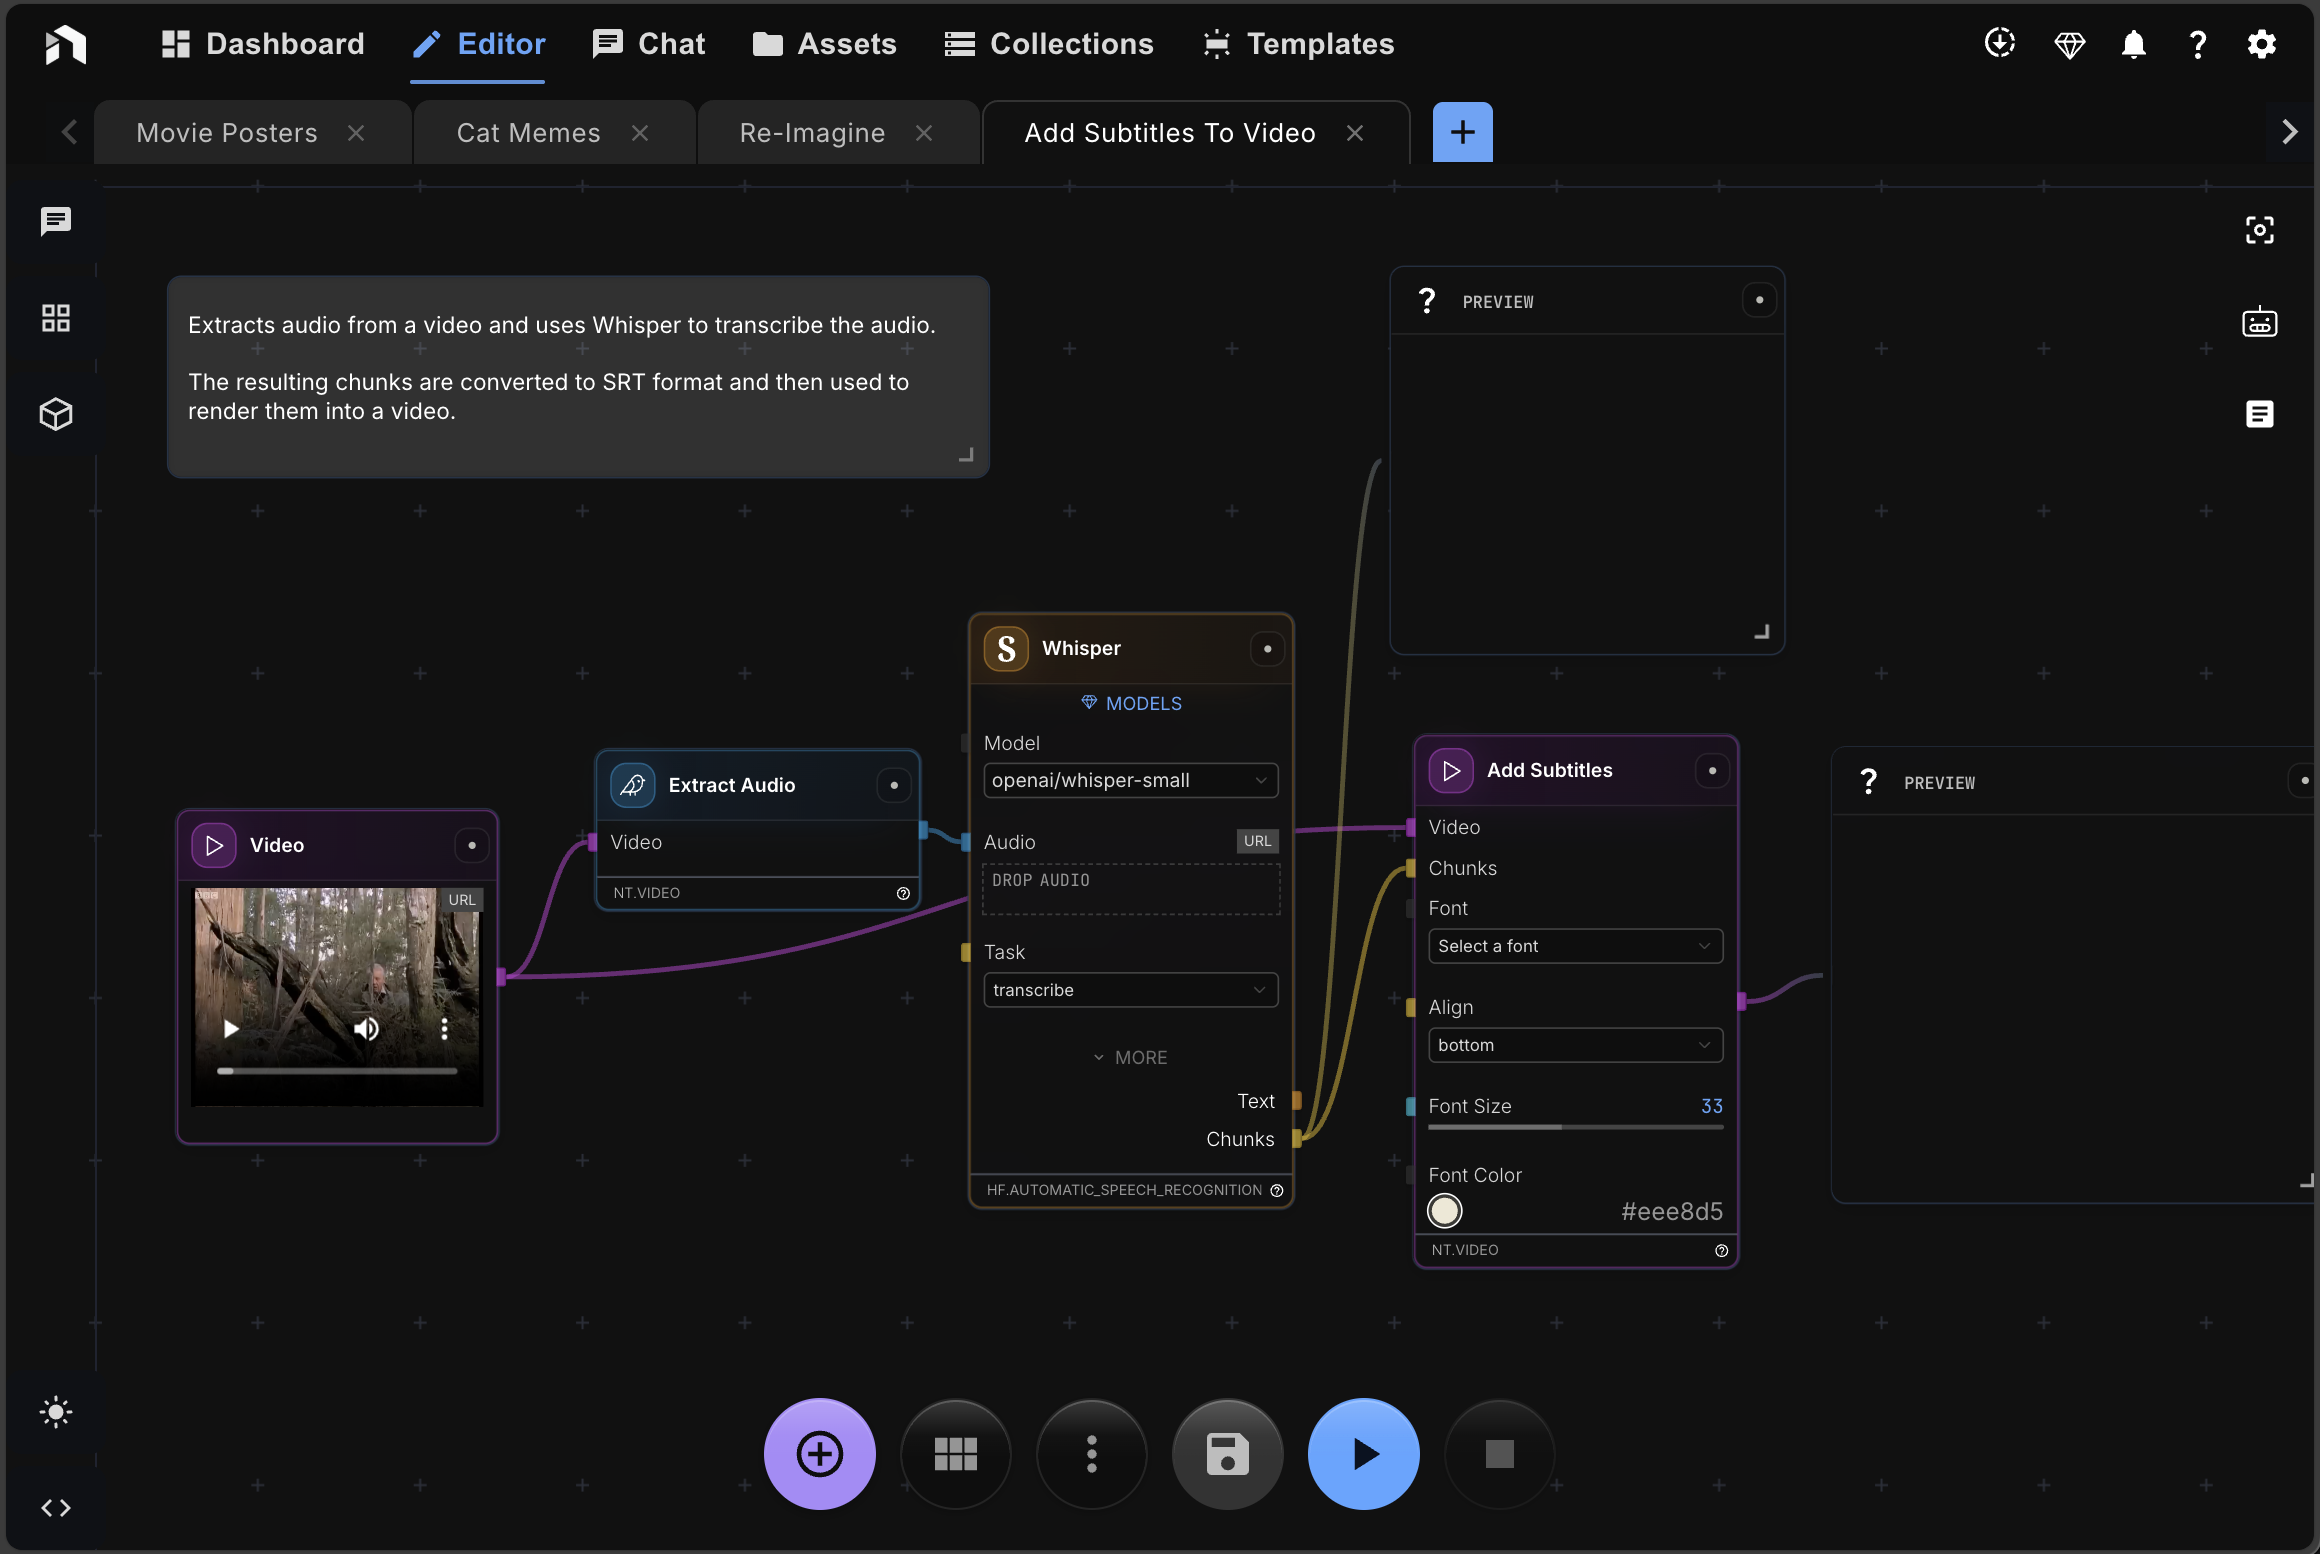 Dashboard
Editor
Chat
Assets
Collections
Templates
Movie Posters
Cat Memes
Re-Imagine
Add Subtitles To Video
Extracts audio from a video and uses Whisper to transcribe the audio.
The resulting chunks are converted to SRT format and then used to
render them into a video.
PREVIEW
Video
URL
BBC
Extract Audio
Video
NT.VIDEO
S Whisper
MODELS
Model
openai/whisper-small
Audio
URL
DROP AUDIO
Task
transcribe
MORE
Text
Chunks
HF.AUTOMATIC_SPEECH_RECOGNITION
Add Subtitles
Video
Chunks
Font
Select a font
Align
bottom
Font Size 33
Font Color
#eee8d5
NT.VIDEO
PREVIEW